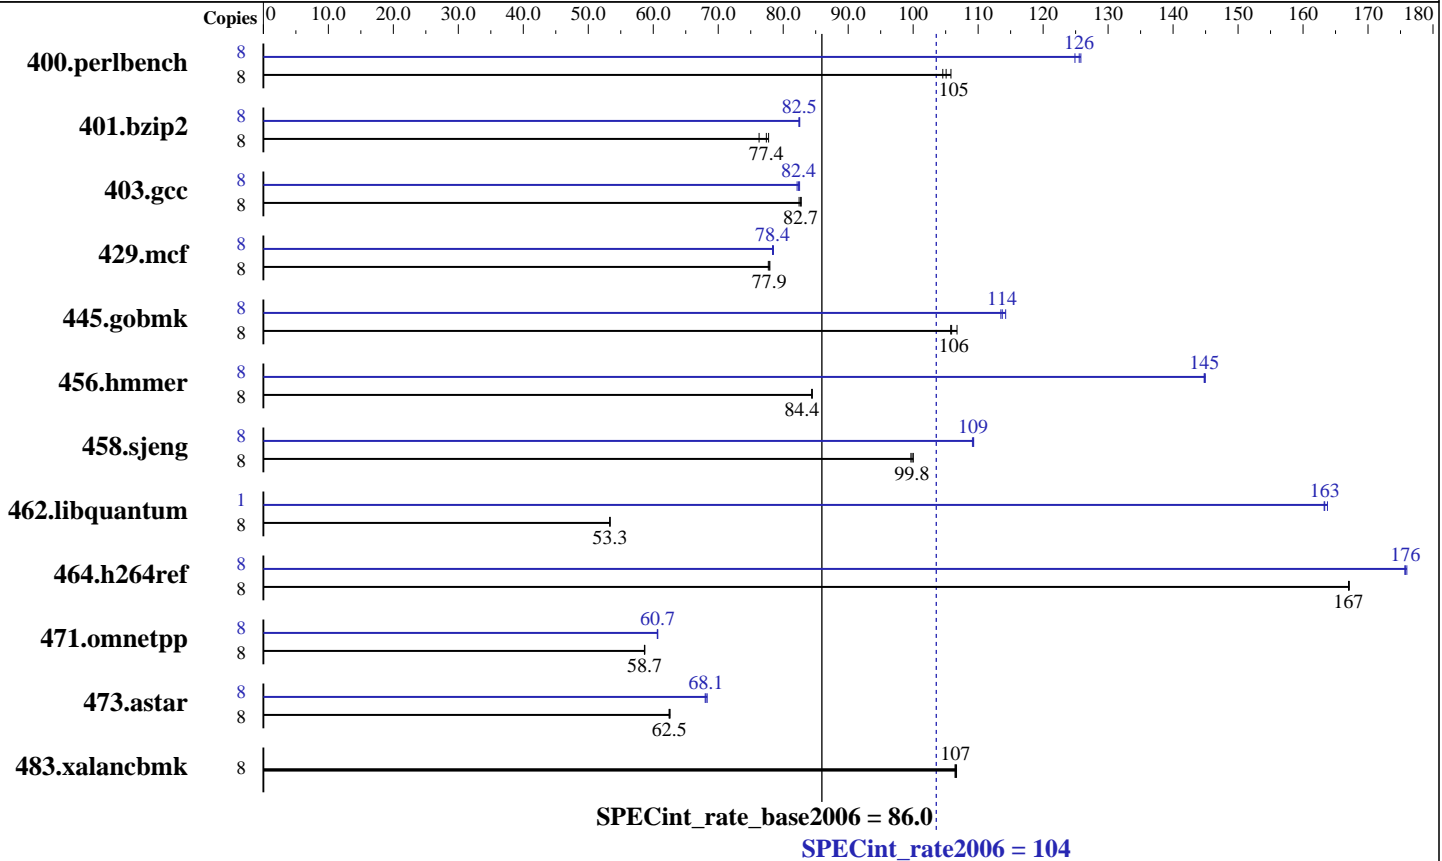 Copies 0 10.0 20.0 30.0 40.0 50.0 60.0 70.0 80.0 90.0 100 110 120 130 140 150 160 170 180
400.perlbench 8 126
8 105
401.bzip2 8 82.5
8 77.4
403.gcc 8 82.4
8 82.7
429.mcf 8 78.4
8 77.9
445.gobmk 8 114
8 106
456.hmmer 8 145
8 84.4
458.sjeng 8 109
8 99.8
462.libquantum 1 163
8 53.3
464.h264ref 8 176
8 167
471.omnetpp 8 60.7
8 58.7
473.astar 8 68.1
8 62.5
483.xalancbmk 8 107
SPECint_rate_base2006 = 86.0
SPECint_rate2006 = 104